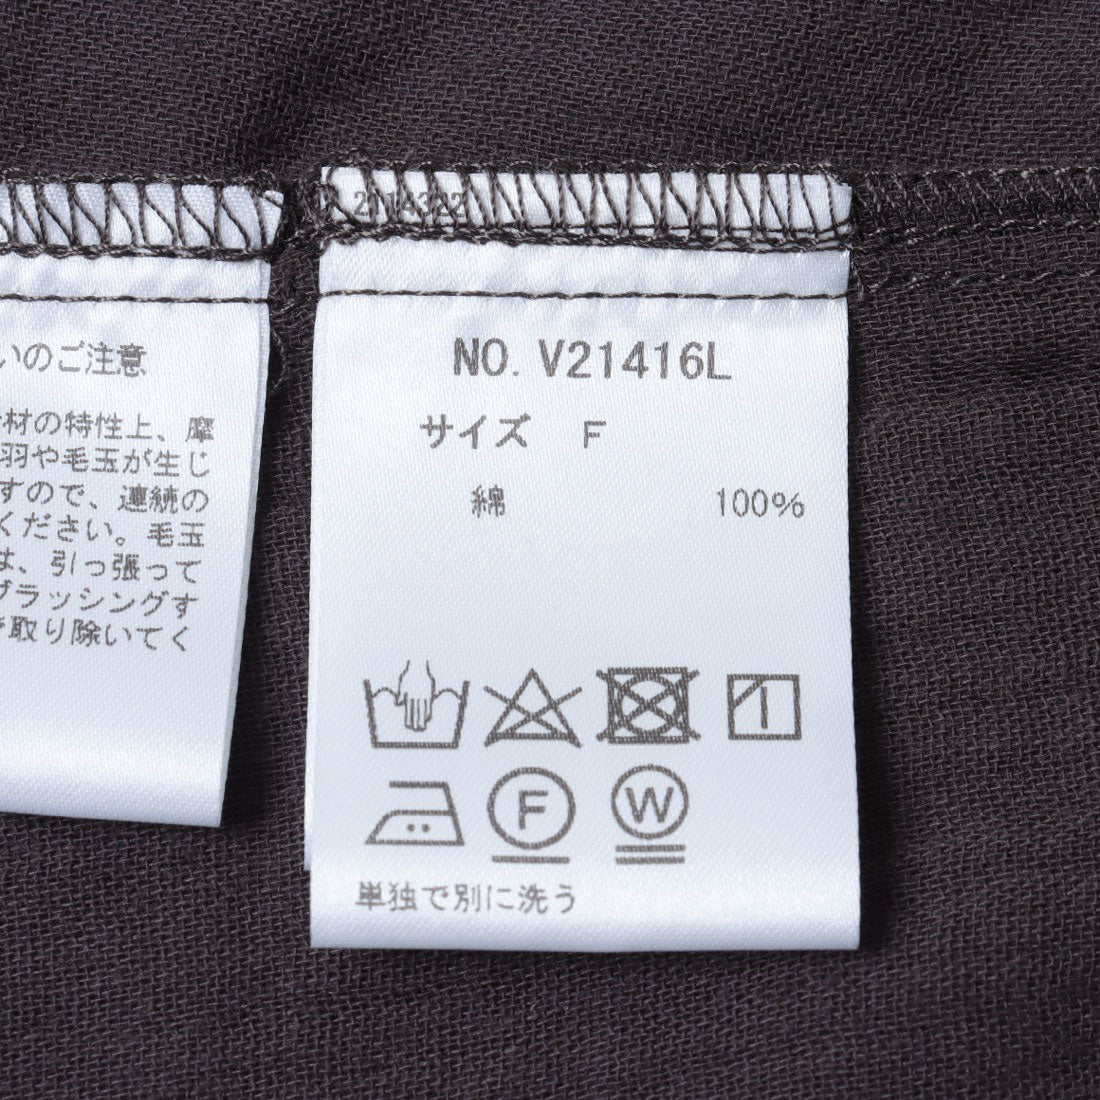 いのご注意
材の特性上、摩
羽や毛玉が生じ
すので、連続の
ください。毛玉
は、引っ張って
ブラッシングす
取り除いてく
2114322
NO. V21416L
サイズ F
綿 100%
F W
単独で別に洗う